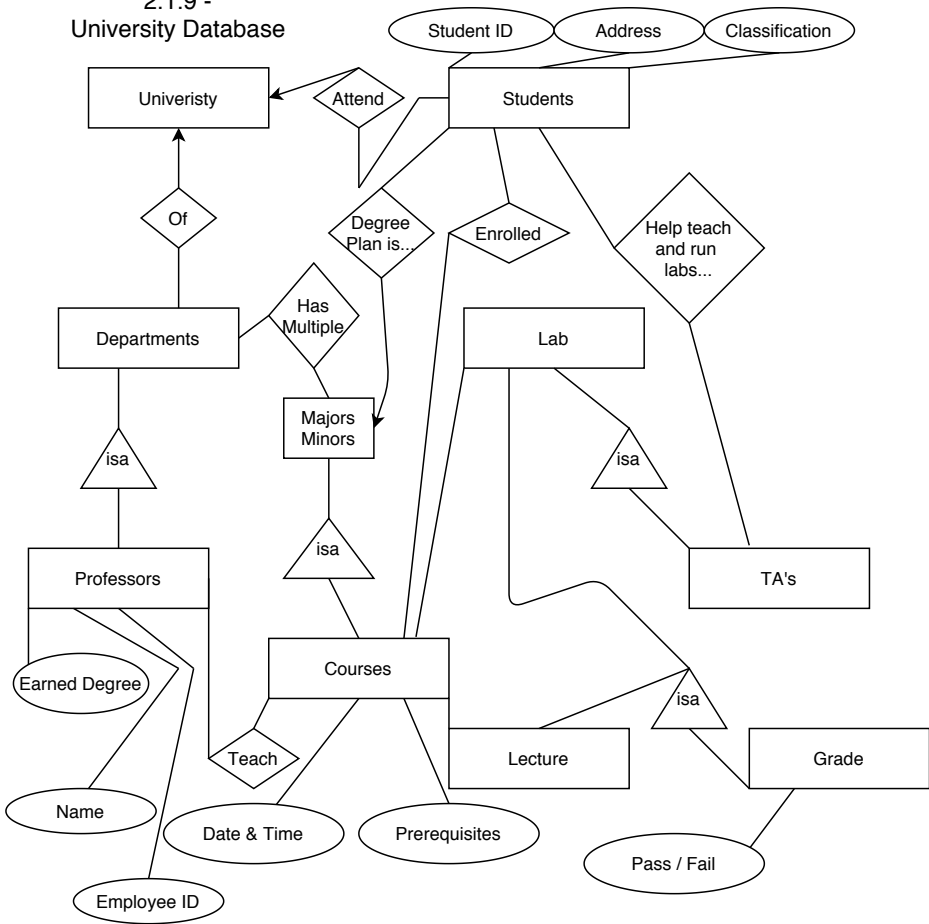 2.1.9 -
University Database
Student ID
Address
Classification
Univeristy
Attend
Students
Of
Degree
Plan is...
Enrolled
Help teach
and run
labs...
Has
Multiple
Departments
Lab
Majors
Minors
isa
isa
isa
Professors
TA's
Courses
Earned Degree
isa
Teach
Lecture
Grade
Name
Date & Time
Prerequisites
Pass / Fail
Employee ID